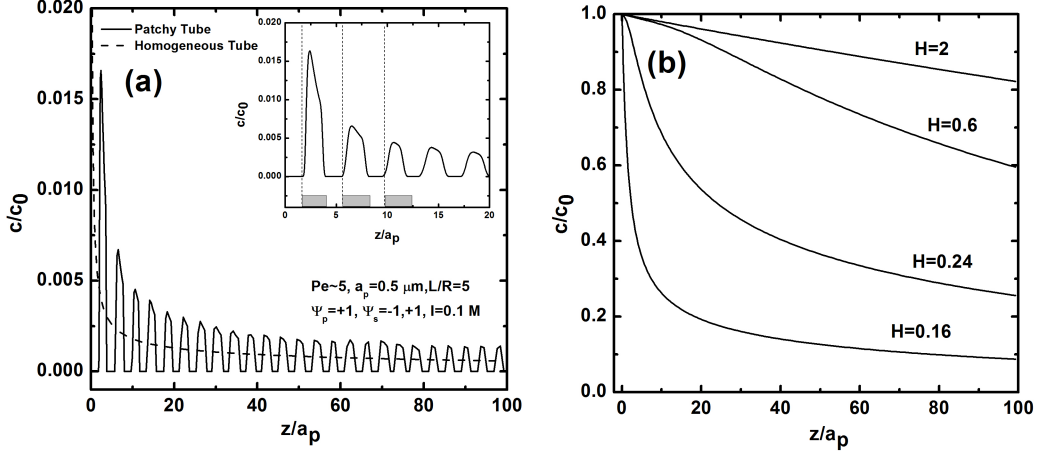 Patchy Tube
Homogeneous Tube
(a)
c/c0
0.020
0.015
0.010
0.005
0.000
0 20 40 60 80 100
z/ap
c/c0
0.020
0.015
0.010
0.005
0.000
0 5 10 15 20
z/ap
Pe~5, ap=0.5 μm,L/R=5
Ψp=+1, Ψs=-1,+1, I=0.1 M
(b)
c/c0
1.0
0.8
0.6
0.4
0.2
0.0
0 20 40 60 80 100
z/ap
H=2
H=0.6
H=0.24
H=0.16